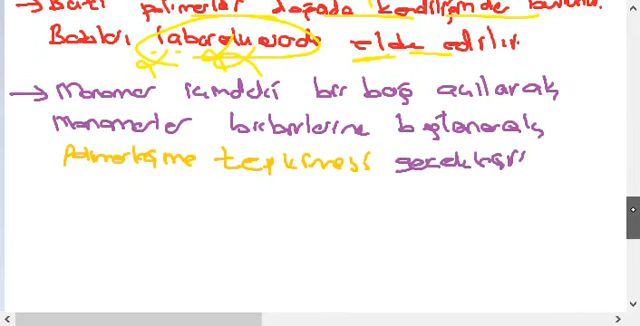 → Bazı polimerler doğada kendiliğinden bulunur.
Bazıları laboratuvarda elde edilir.
→ Monomer içindeki bir bağ açılarak
Monomerler birbirlerine bağlanarak
Polimerleşme tepkimesi gerçekleşir